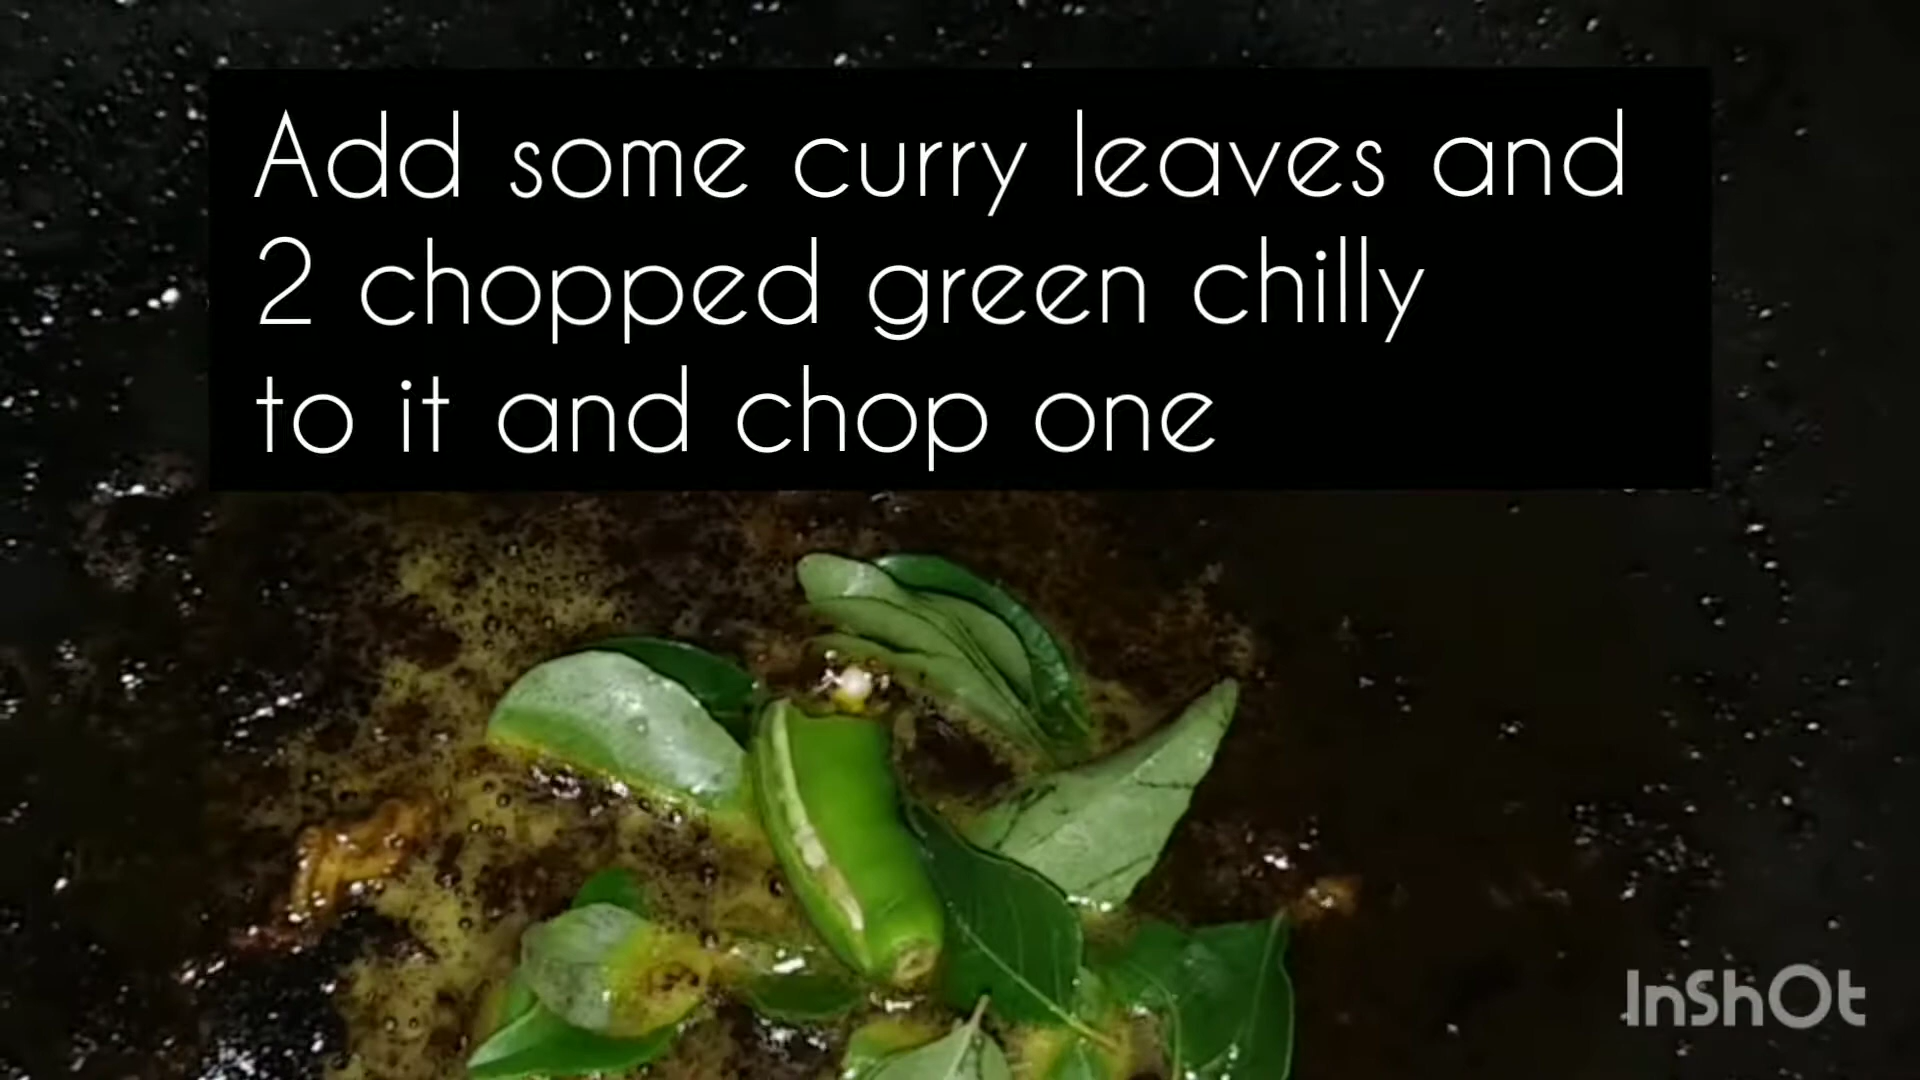 Add some curry leaves and
2 chopped green chilly
to it and chop one
InShOt